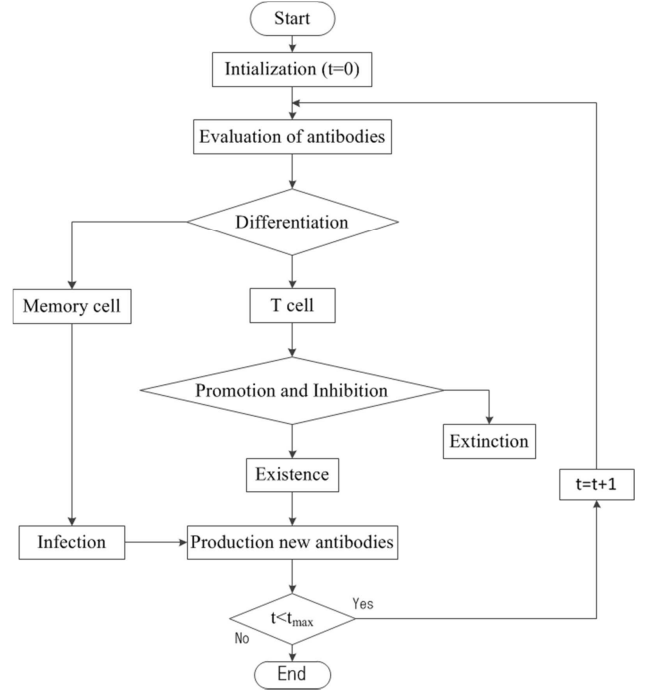 Start
Intialization (t=0)
Evaluation of antibodies
Differentiation
Memory cell
T cell
Promotion and Inhibition
Extinction
Existence
t=t+1
Infection
Production new antibodies
Yes
t<tmax
No
End